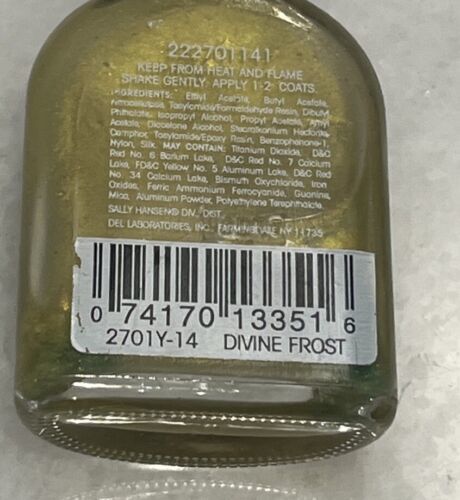 222701141
KEEP FROM HEAT AND FLAME
SHAKE GENTLY. APPLY 1-2 COATS.
INGREDIENTS: Ethyl Acetate, Butyl Acetate,
Nitrocellulose, Tosylamide/Formaldehyde Resin, Dibutyl
Phthalate, Isopropyl Alcohol, Propyl Acetate, Amyl
Acetate, Diacetone Alcohol, Stearalkonium Hectorite,
Camphor, Tosylamide/Epoxy Resin, Benzophenone-1,
Nylon, Silk. MAY CONTAIN: Titanium Dioxide, D&C
Red No. 6 Barium Lake, D&C Red No. 7 Calcium
Lake, FD&C Yellow No. 5 Aluminum Lake, D&C Red
No. 34 Calcium Lake, Bismuth Oxychloride, Iron
Oxides, Ferric Ammonium Ferrocyanide, Guanine,
Mica, Aluminum Powder, Polyethylene Terephthalate.
SALLY HANSEN® DIV., DIST.
DEL LABORATORIES, INC., FARMINGDALE NY 11735
0 74170 13351 6
2701Y-14 DIVINE FROST